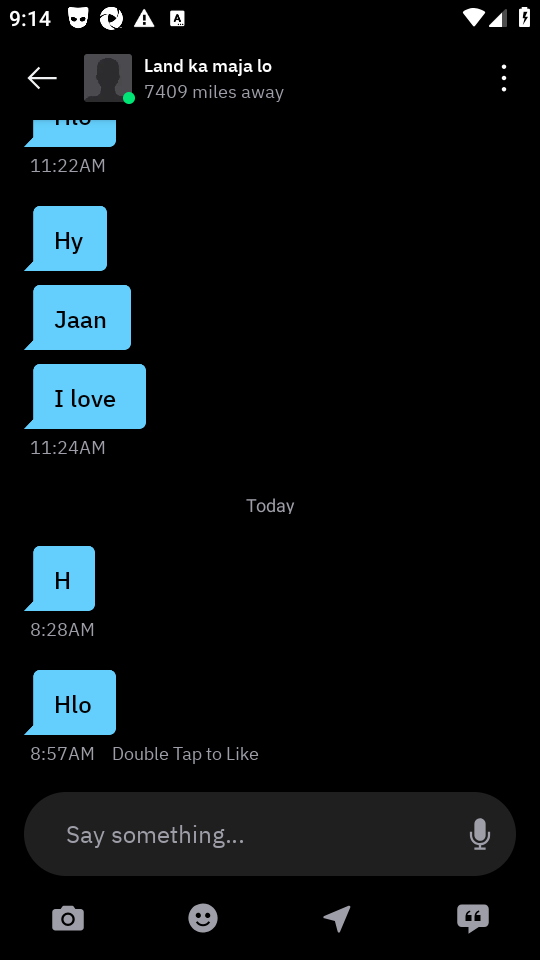 9:14
Land ka maja lo
7409 miles away
Hlo
11:22AM
Hy
Jaan
I love
11:24AM
Today
H
8:28AM
Hlo
8:57AM Double Tap to Like
Say something...